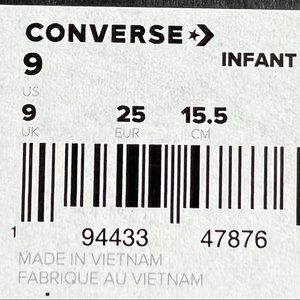 CONVERSE
9 INFANT
US
9 25 15.5
UK EUR CM
1 94433 47876
MADE IN VIETNAM
FABRIQUE AU VIETNAM